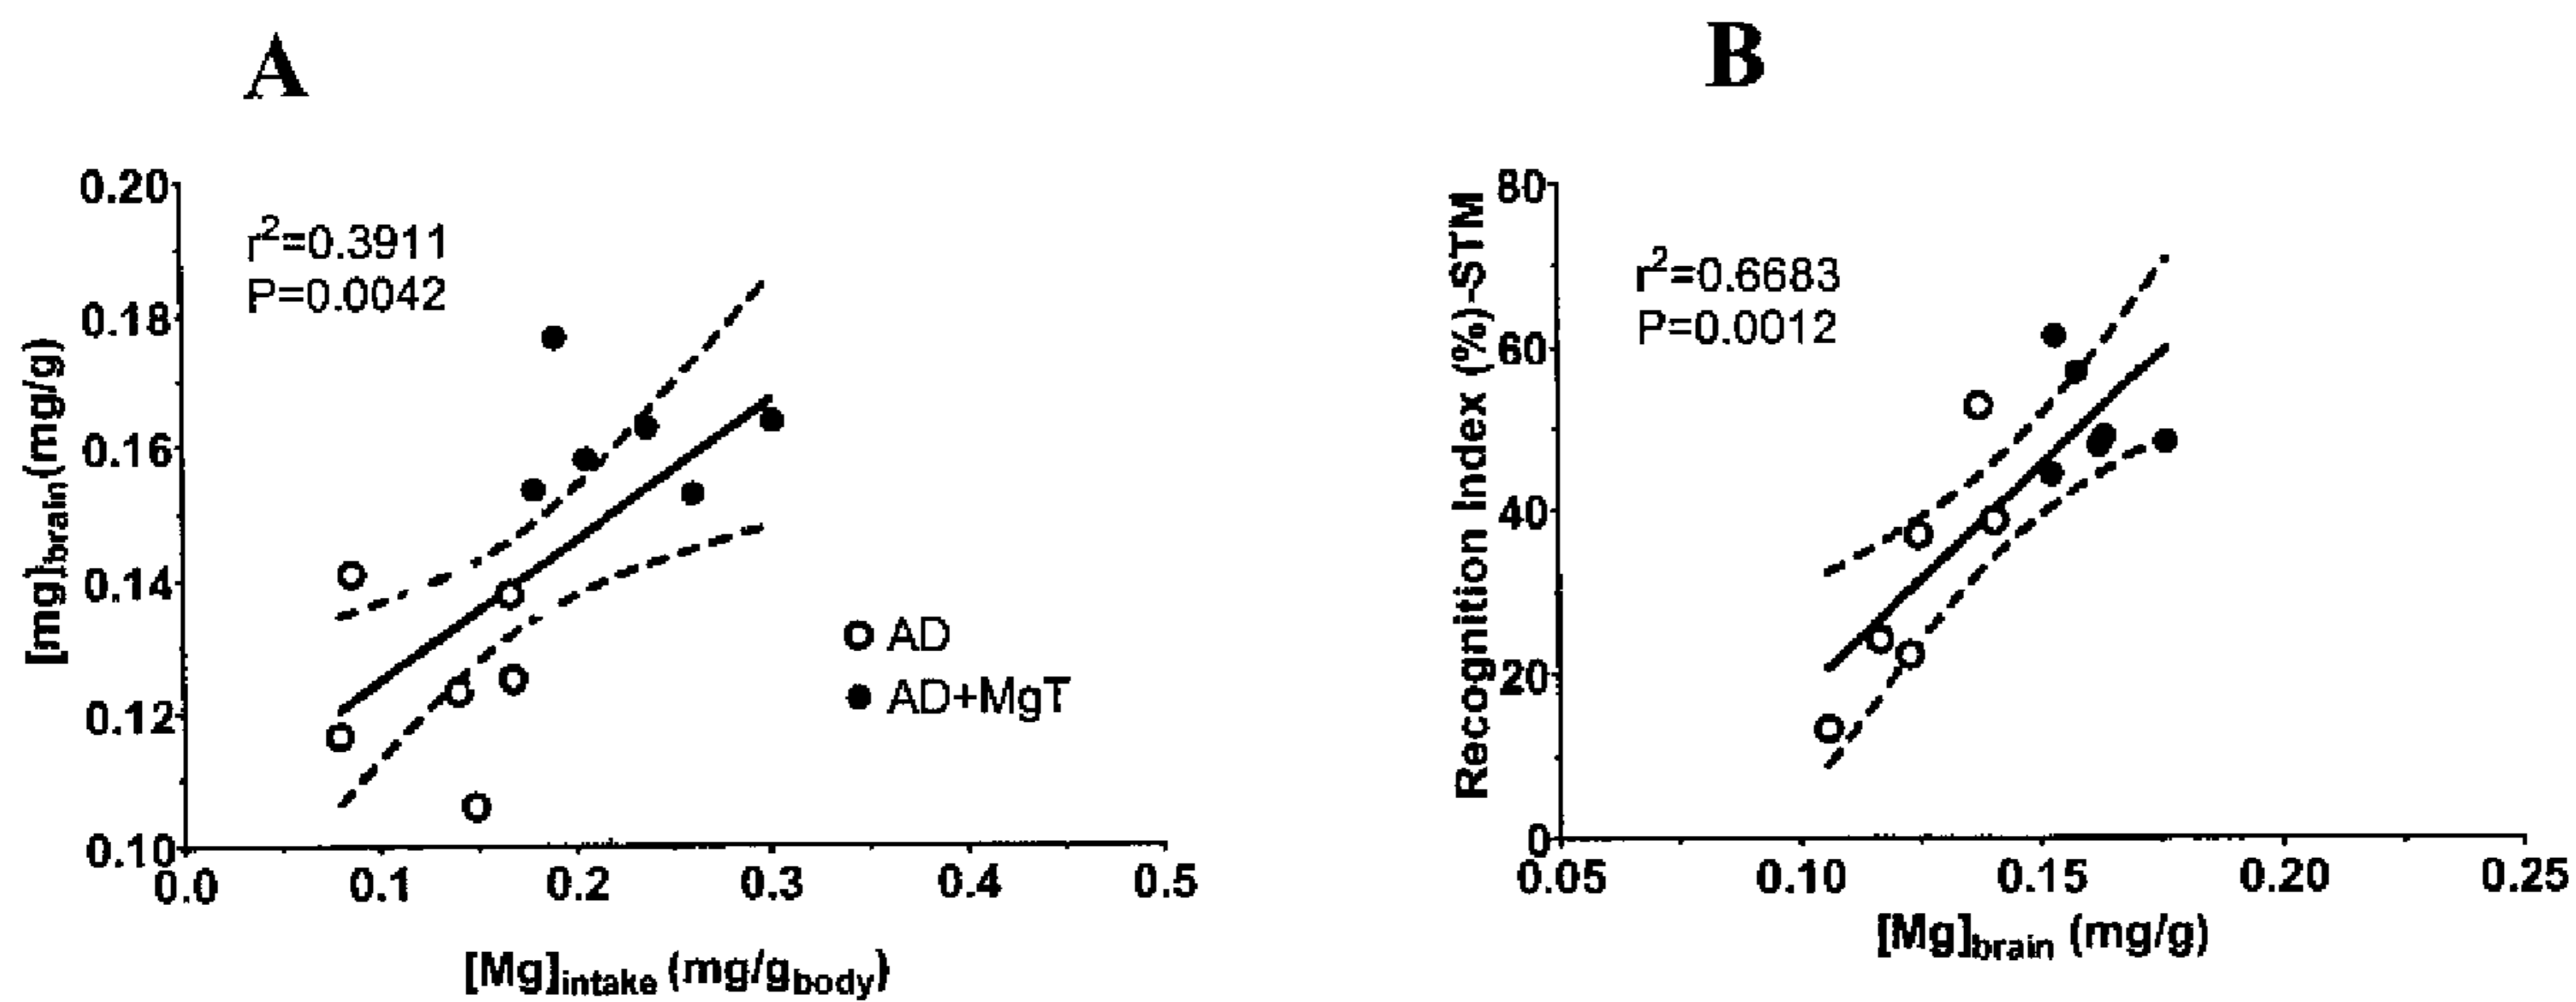 A
0.20
0.18
0.16
0.14
0.12
0.10
[mg]brain(mg/g)
r²=0.3911
P=0.0042
AD
AD+MgT
0.0 0.1 0.2 0.3 0.4 0.5
[Mg]intake (mg/gbody)
B
80
60
40
20
0
Recognition Index (%)-STM
r²=0.6683
P=0.0012
0.05 0.10 0.15 0.20 0.25
[Mg]brain (mg/g)